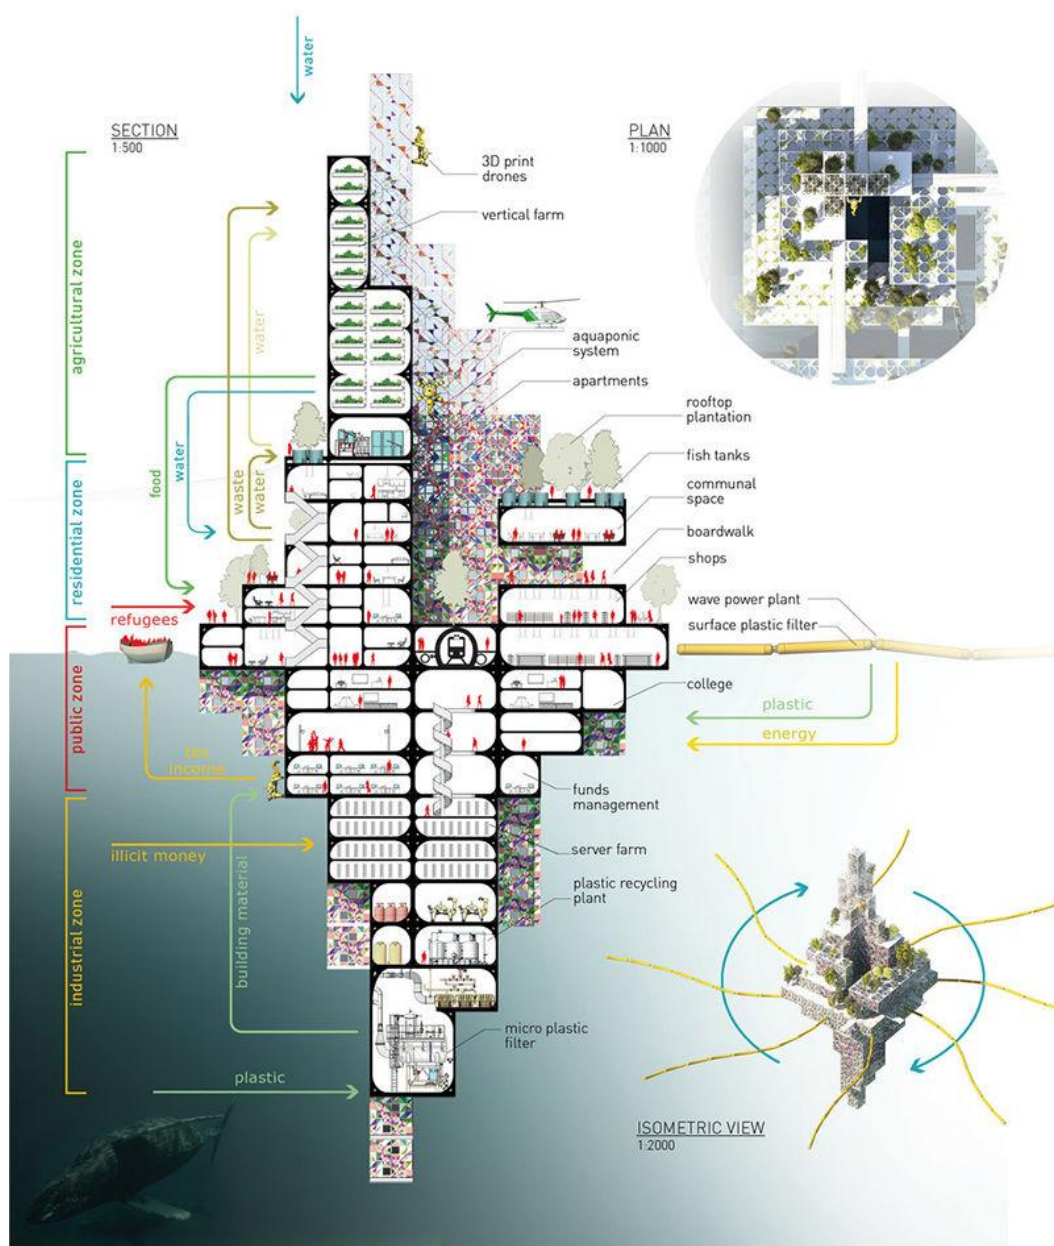 water
SECTION
1:500
PLAN
1:1000
3D print
drones
vertical farm
agricultural zone
water
aquaponic
system
apartments
rooftop
plantation
fish tanks
communal
space
food
water
waste
water
residential zone
boardwalk
shops
wave power plant
surface plastic filter
refugees
public zone
college
plastic
energy
tax
income
funds
management
illicit money
server farm
plastic recycling
plant
building material
industrial zone
micro plastic
filter
plastic
ISOMETRIC VIEW
1:2000